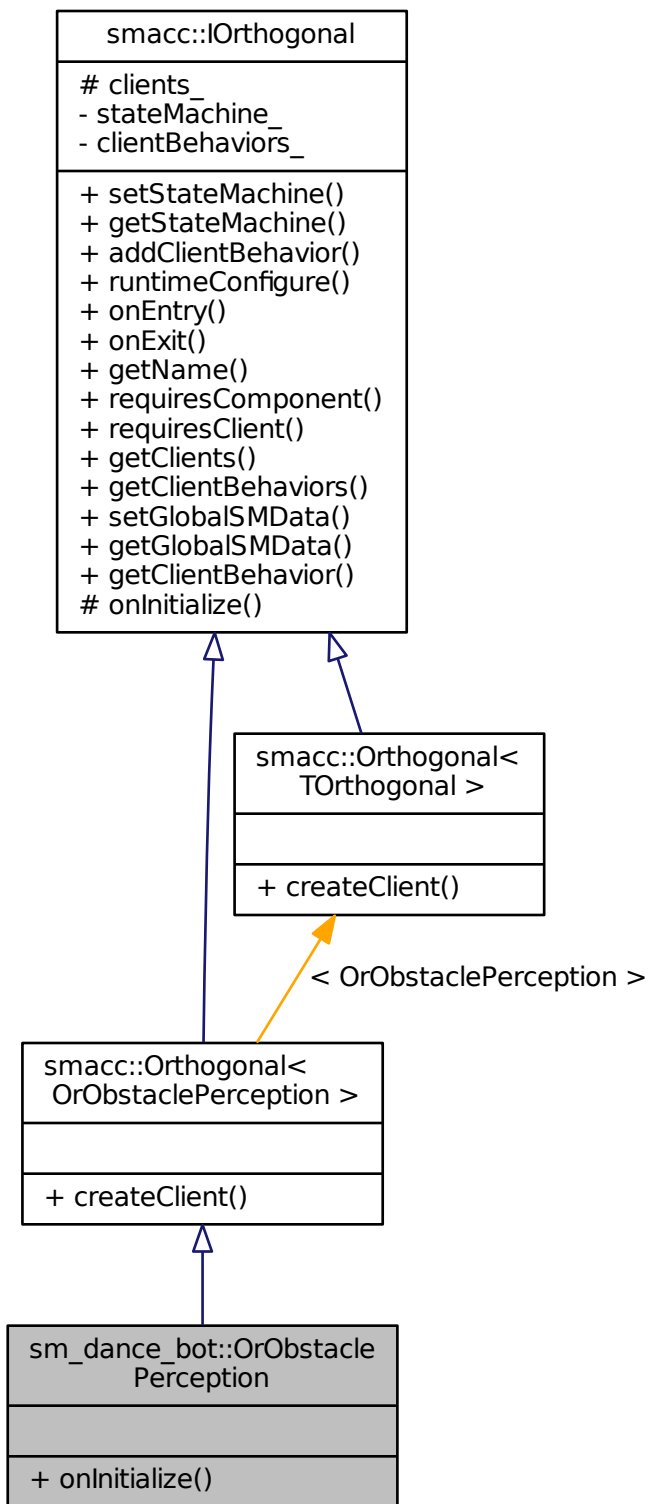 smacc::IOrthogonal
# clients_
- stateMachine_
- clientBehaviors_
+ setStateMachine()
+ getStateMachine()
+ addClientBehavior()
+ runtimeConfigure()
+ onEntry()
+ onExit()
+ getName()
+ requiresComponent()
+ requiresClient()
+ getClients()
+ getClientBehaviors()
+ setGlobalSMData()
+ getGlobalSMData()
+ getClientBehavior()
# onInitialize()
smacc::Orthogonal<
TOrthogonal >
+ createClient()
< OrObstaclePerception >
smacc::Orthogonal<
OrObstaclePerception >
+ createClient()
sm_dance_bot::OrObstacle
Perception
+ onInitialize()